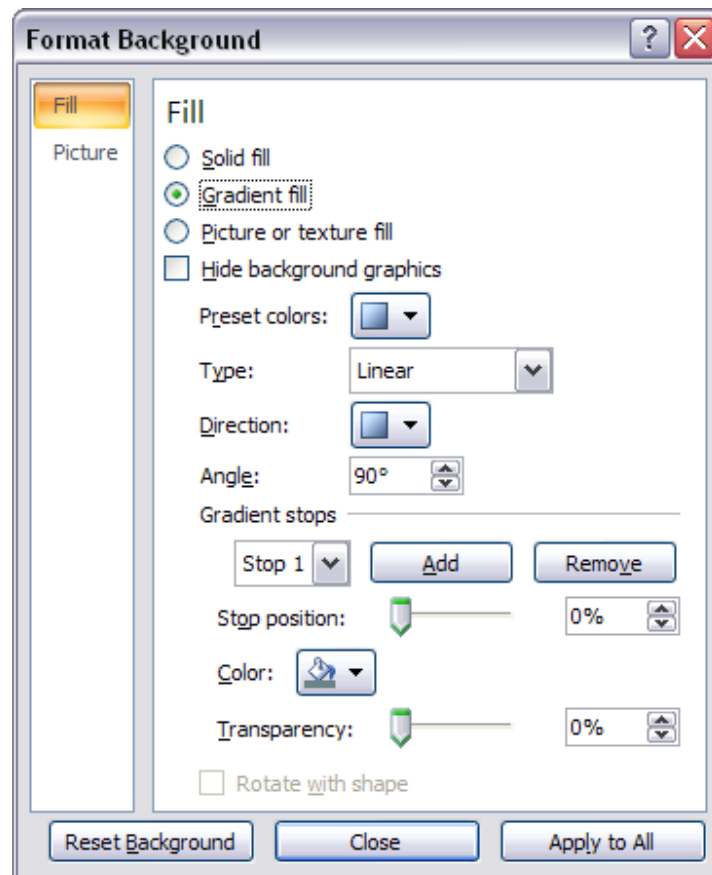 Format Background
?
Fill
Picture
Fill
Solid fill
Gradient fill
Picture or texture fill
Hide background graphics
Preset colors:
Type: Linear
Direction:
Angle: 90°
Gradient stops
Stop 1 Add Remove
Stop position: 0%
Color:
Transparency: 0%
Rotate with shape
Reset Background Close Apply to All